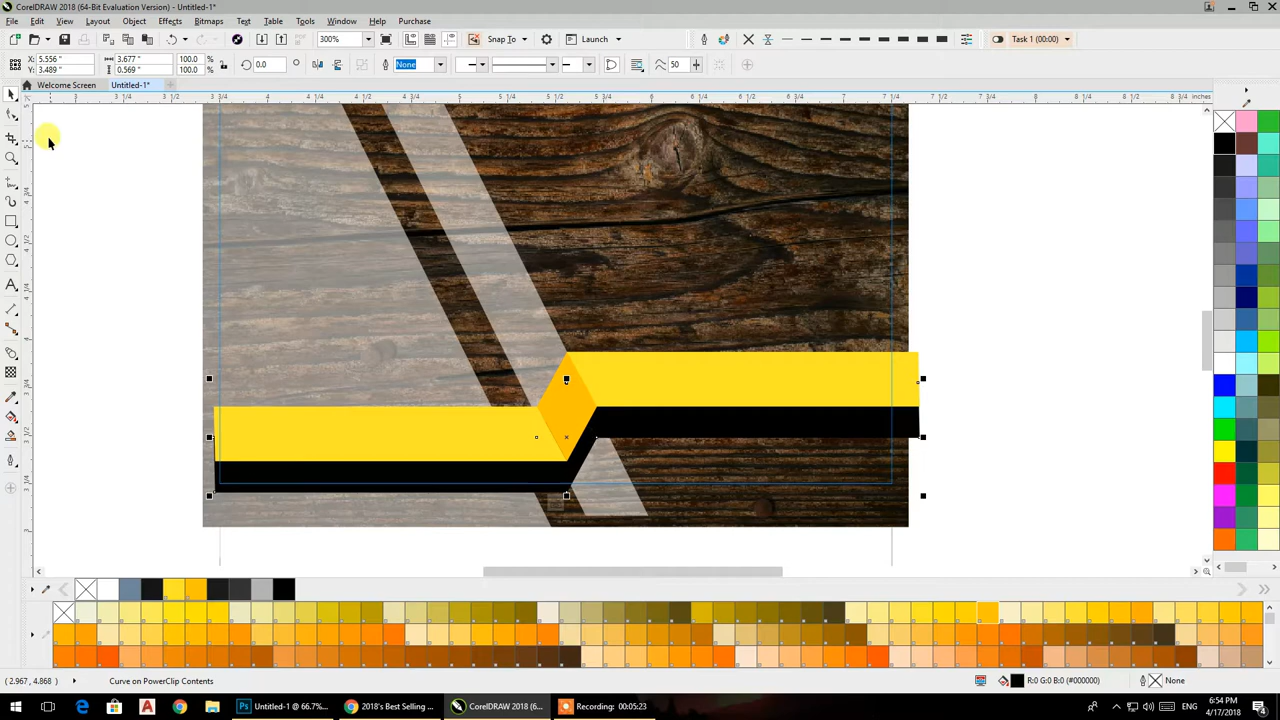 CorelDRAW 2018 (64-Bit Evaluation Version) - Untitled-1*
File Edit View Layout Object Effects Bitmaps Text Table Tools Window Help Purchase
300% Snap To Launch Task 1 (00:00)
X: 5.556 " 3.677 " 100.0 % 0.0 None 50
Y: 3.489 " 0.569 " 100.0 %
Welcome Screen Untitled-1*
inches
(2.967, 4.868) Curve on PowerClip Contents R:0 G:0 B:0 (#000000) None
Untitled-1 @ 66.7%... 2018's Best Selling ... CorelDRAW 2018 (6... Recording: 00:05:23
6:54 PM
4/17/2018